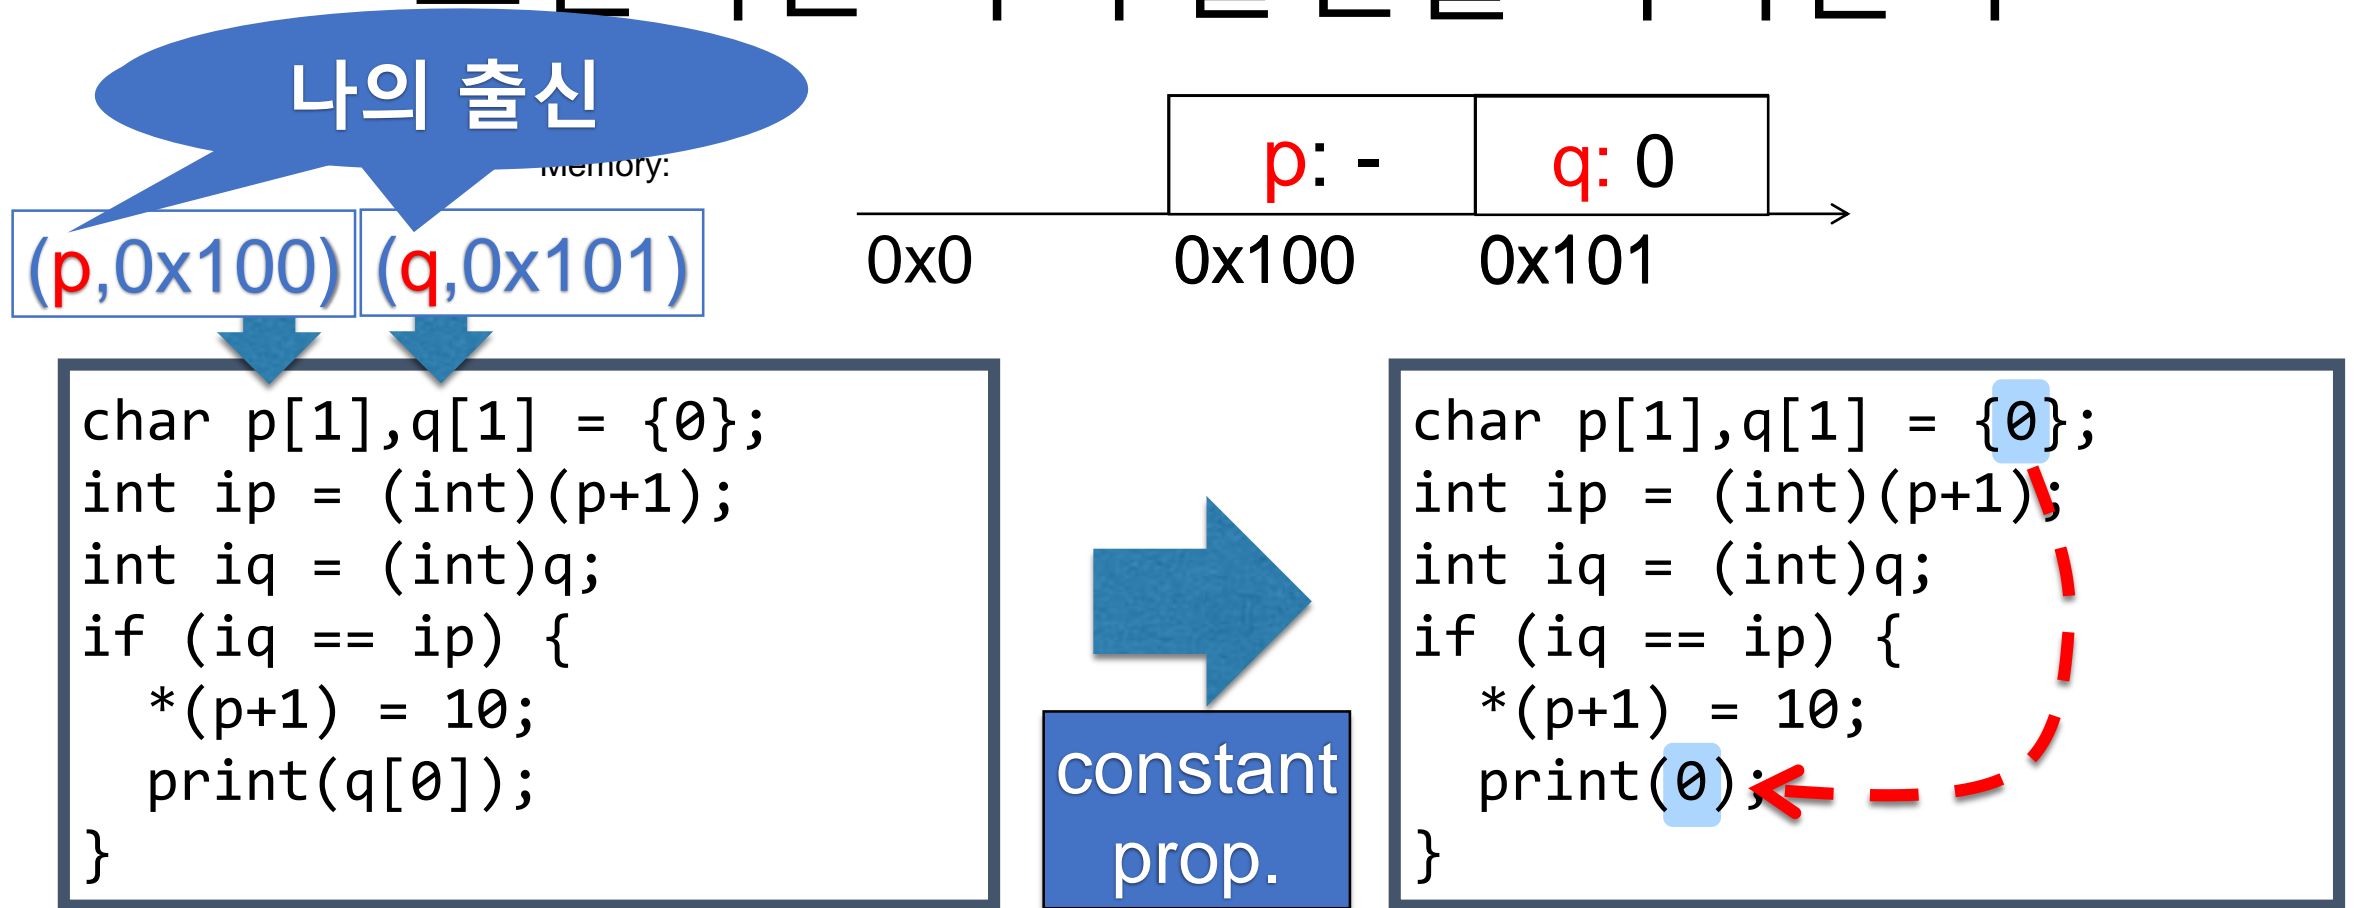 나의 출신
Memory:
p: -
q: 0
(p,0x100)
(q,0x101)
0x0
0x100
0x101
char p[1],q[1] = {0};
int ip = (int)(p+1);
int iq = (int)q;
if (iq == ip) {
  *(p+1) = 10;
  print(q[0]);
}
constant
prop.
char p[1],q[1] = {0};
int ip = (int)(p+1);
int iq = (int)q;
if (iq == ip) {
  *(p+1) = 10;
  print(0);
}